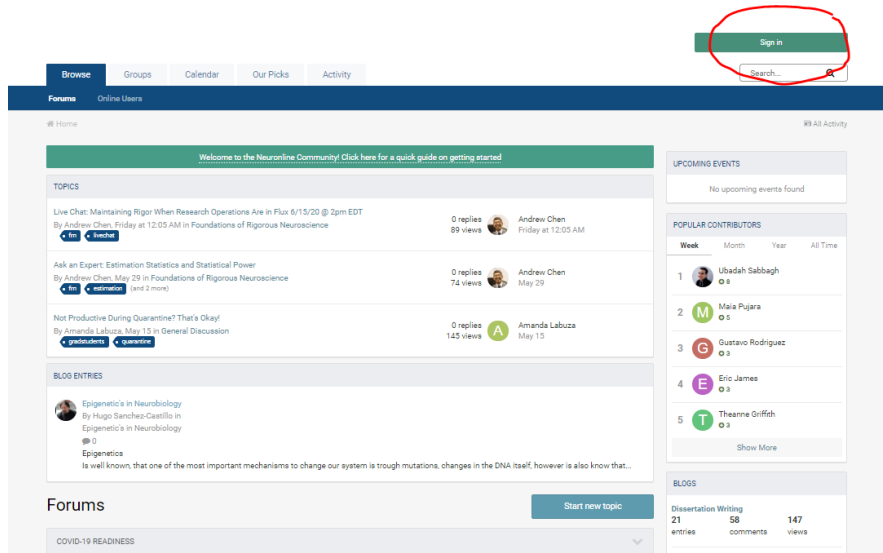 Sign in
Browse Groups Calendar Our Picks Activity
Search...
Forums Online Users
Home
All Activity
Welcome to the Neuronline Community! Click here for a quick guide on getting started
TOPICS
Live Chat: Maintaining Rigor When Research Operations Are in Flux 6/15/20 @ 2pm EDT
By Andrew Chen, Friday at 12:05 AM in Foundations of Rigorous Neuroscience
frn livechat
0 replies
89 views
Andrew Chen
Friday at 12:05 AM
Ask an Expert: Estimation Statistics and Statistical Power
By Andrew Chen, May 29 in Foundations of Rigorous Neuroscience
frn estimation (and 2 more)
0 replies
74 views
Andrew Chen
May 29
Not Productive During Quarantine? That's Okay!
By Amanda Labuza, May 15 in General Discussion
gradstudents quarantine
0 replies
145 views
A
Amanda Labuza
May 15
BLOG ENTRIES
Epigenetic's in Neurobiology
By Hugo Sanchez-Castillo in
Epigenetic's in Neurobiology
0
Epigenetics
Is well known, that one of the most important mechanisms to change our system is trough mutations, changes in the DNA itself, however is also know that...
Forums
Start new topic
COVID-19 READINESS
UPCOMING EVENTS
No upcoming events found
POPULAR CONTRIBUTORS
Week Month Year All Time
1 Ubadah Sabbagh
8
2 M Maia Pujara
5
3 G Gustavo Rodriguez
3
4 E Eric James
3
5 T Theanne Griffith
3
Show More
BLOGS
Dissertation Writing
21 58 147
entries comments views